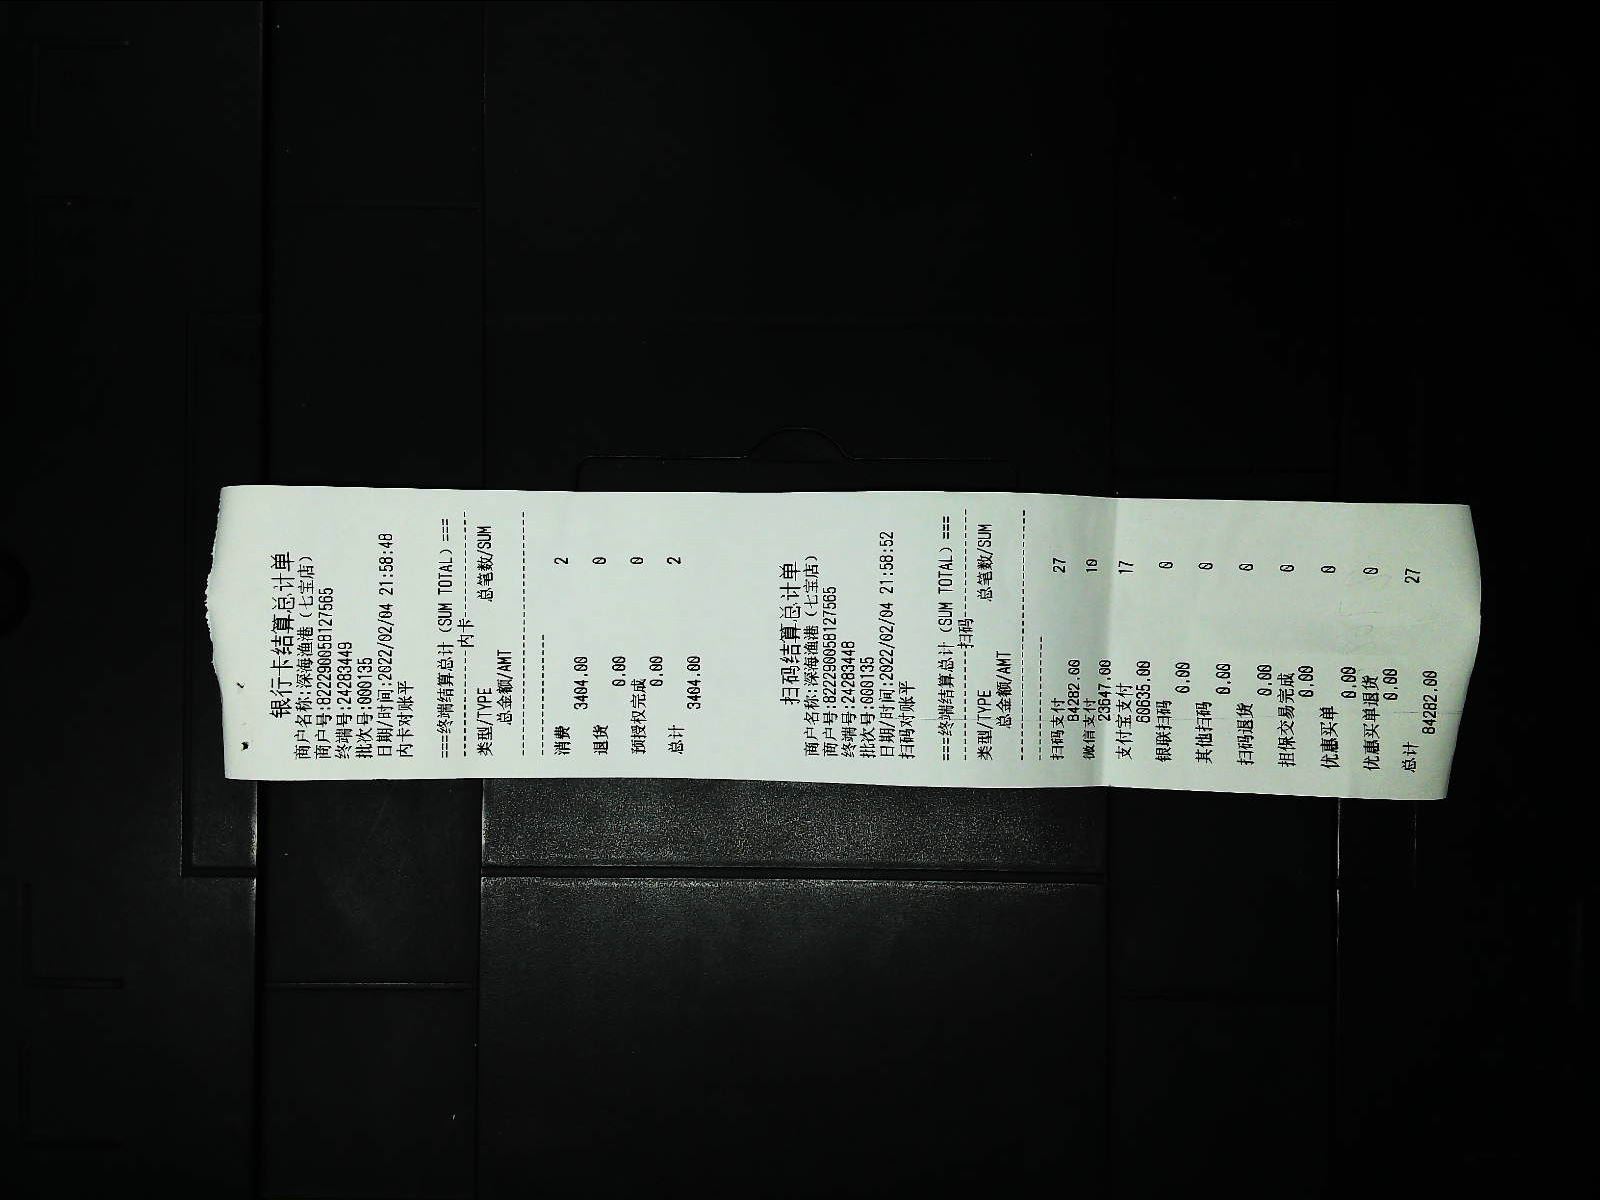 银行卡结算总计单
商户名称:深海渔港（七宝店）
商户号:82229005812 7565
终端号:24283449
批次号:000135
日期/时间:2022/02/04 21:58:48
内卡对账平
===终端结算总计（SUM TOTAL）===
----------------内卡----------------
类型/TYPE 总笔数/SUM
总金额/AMT
消费 2
3404.00
退货 0
0.00
预授权完成 0
0.00
总计 2
3404.00
扫码结算总计单
商户名称:深海渔港（七宝店）
商户号:822290058127565
终端号:24283448
批次号:000135
日期/时间:2022/02/04 21:58:52
扫码对账平
===终端结算总计（SUM TOTAL）===
----------------扫码----------------
类型/TYPE 总笔数/SUM
总金额/AMT
扫码支付 27
84282.00
微信支付 10
23647.00
支付宝支付 17
60635.00
银联扫码 0
0.00
其他扫码 0
0.00
扫码退货 0
0.00
担保交易完成 0
0.00
优惠买单 0
0.00
优惠买单退货 0
0.00
总计 27
84282.00